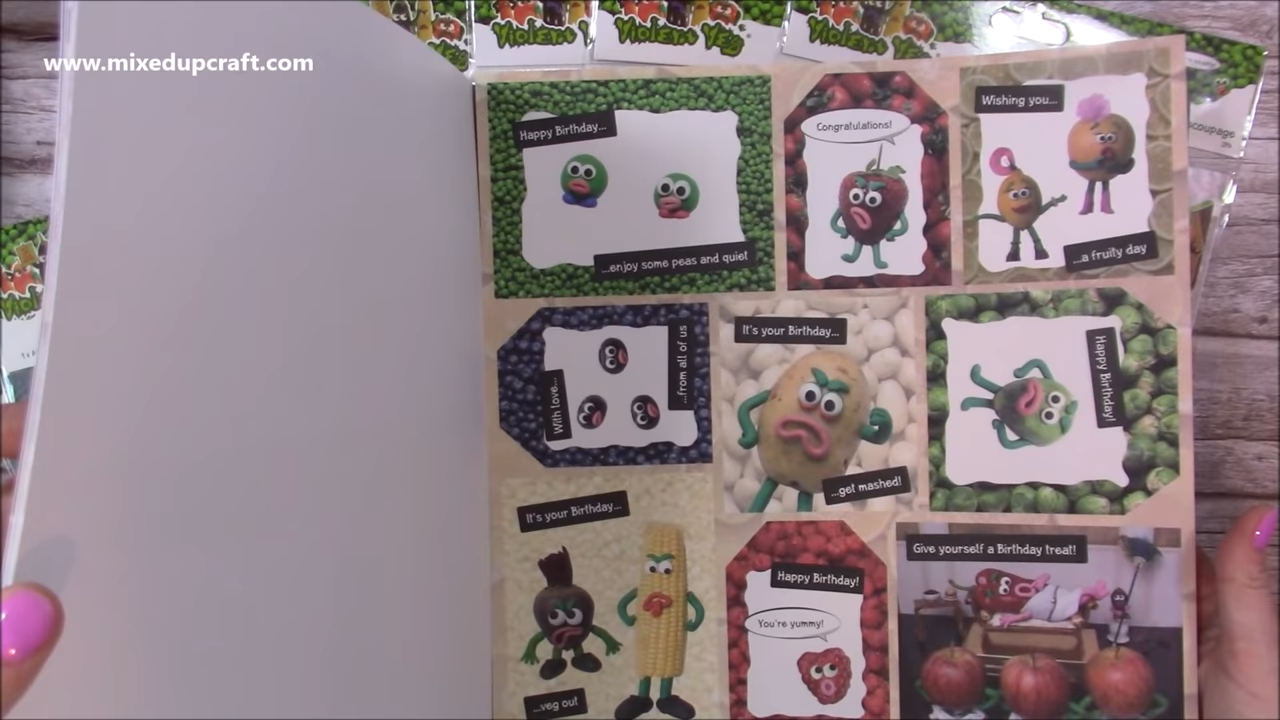 www.mixedupcraft.com
Violent Veg
Violent Veg
Violent Veg
coupage
Happy Birthday...
...enjoy some peas and quiet
Congratulations!
Wishing you...
...a fruity day
With love...
...from all of us
It's your Birthday...
...get mashed!
Happy Birthday!
It's your Birthday...
...veg out
Happy Birthday!
You're yummy!
Give yourself a Birthday treat!